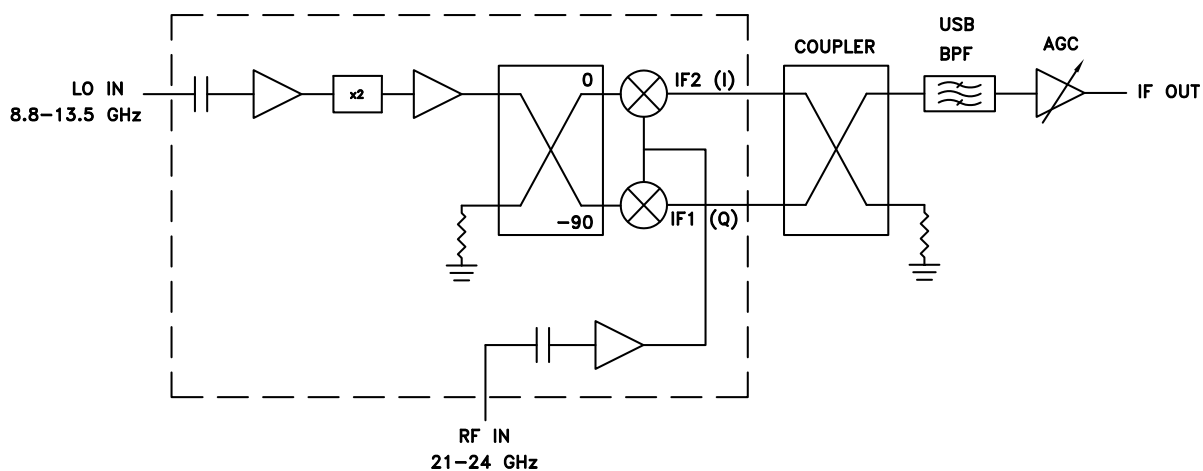 USB
BPF
COUPLER
AGC
LO IN
8.8-13.5 GHz
x2
0
IF2 (I)
IF OUT
-90
IF1 (Q)
RF IN
21-24 GHz